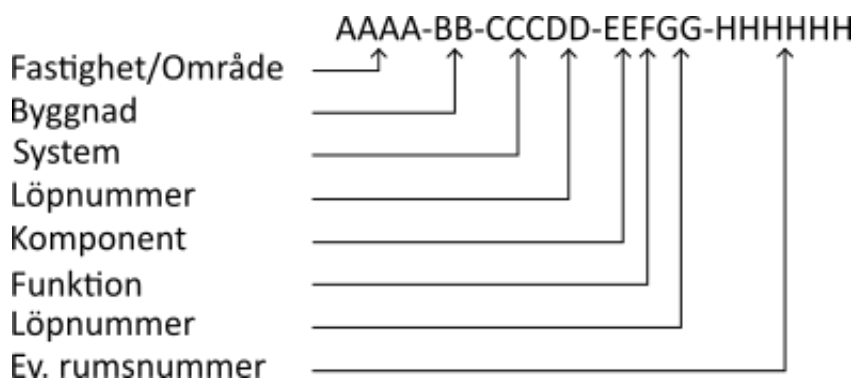 AAAA-BB-CCCDD-EEFGG-HHHHHH
Fastighet/Område
Byggnad
System
Löpnummer
Komponent
Funktion
Löpnummer
Ev. rumsnummer